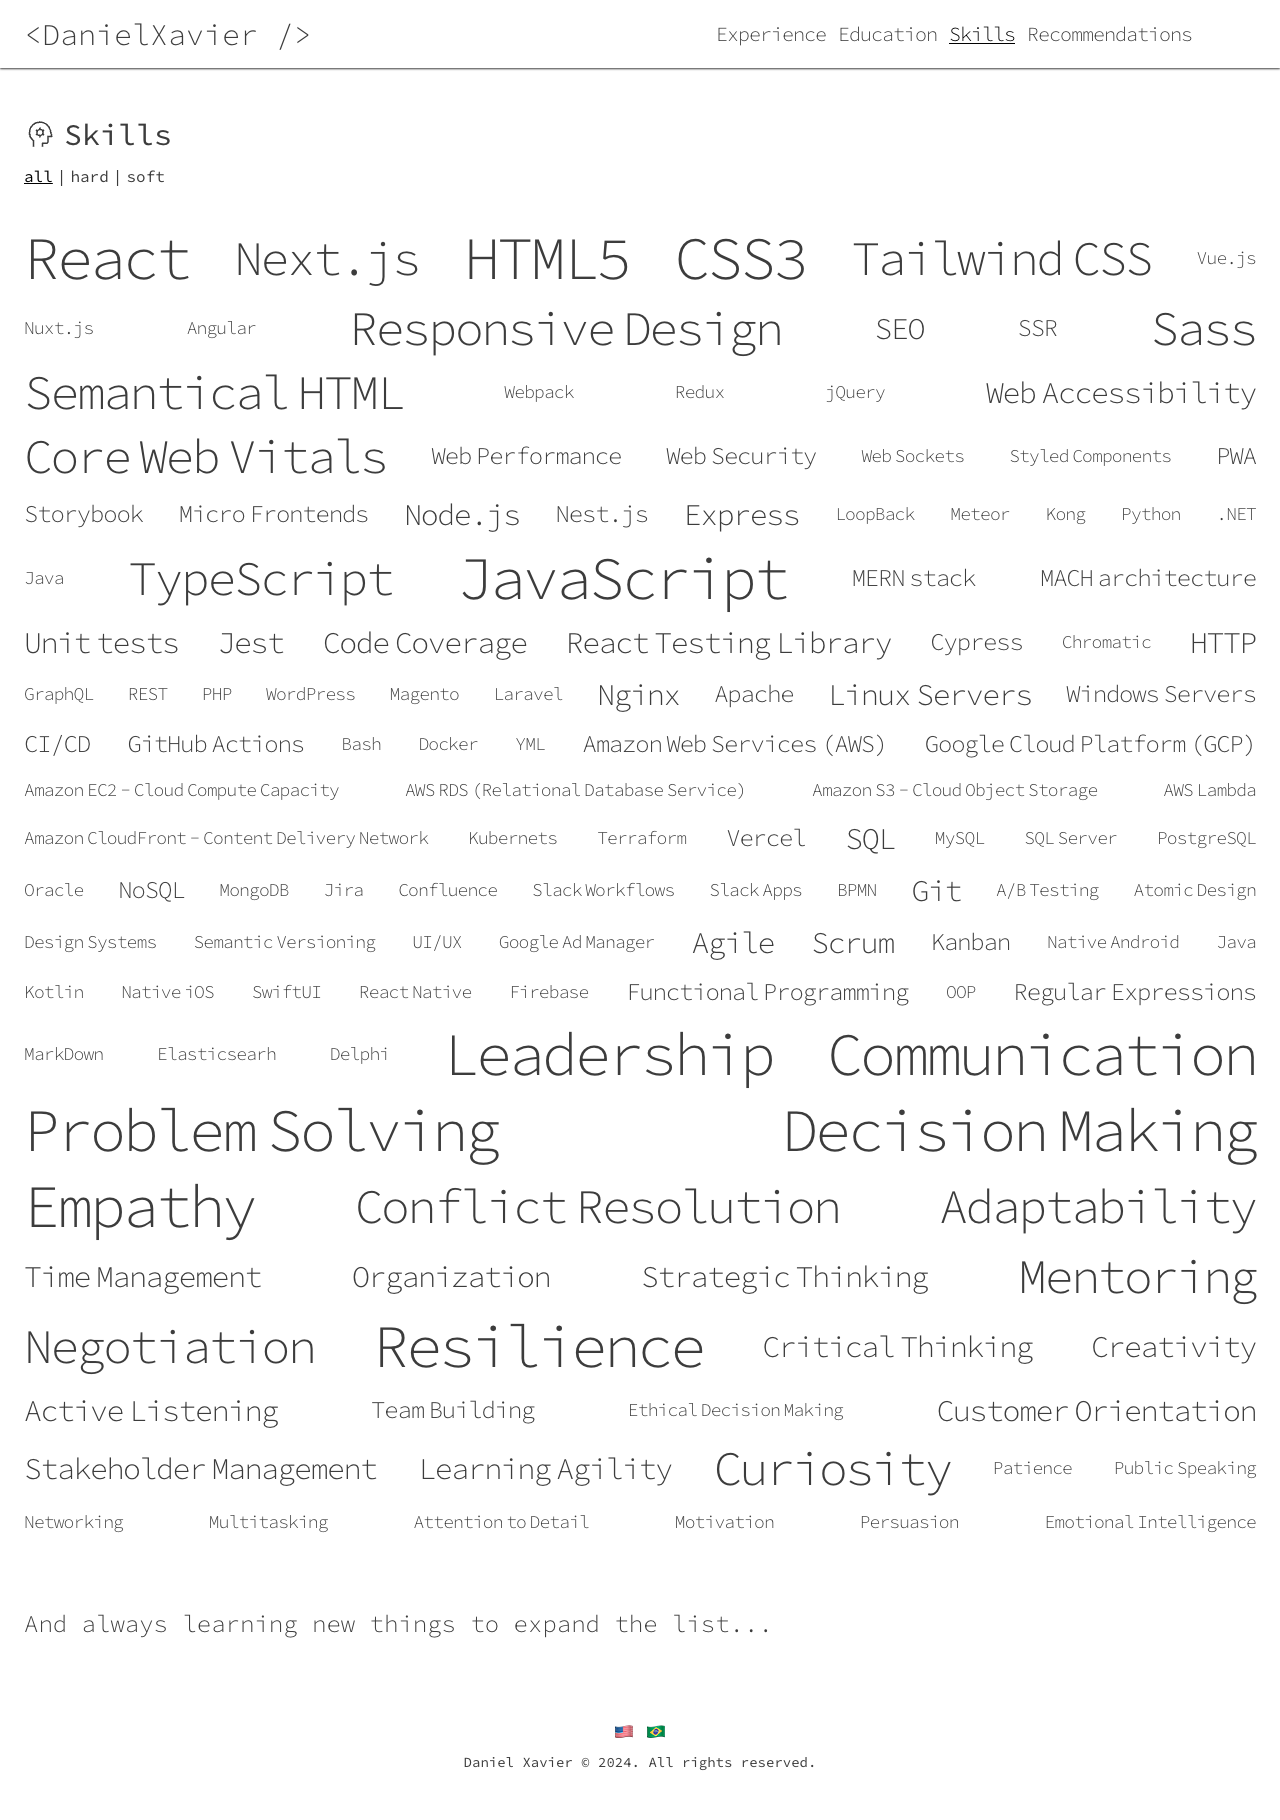 <DanielXavier />
Experience Education Skills Recommendations
Skills
all | hard | soft
React Next.js HTML5 CSS3 Tailwind CSS Vue.js
Nuxt.js Angular Responsive Design SEO SSR Sass
Semantical HTML Webpack Redux jQuery Web Accessibility
Core Web Vitals Web Performance Web Security Web Sockets Styled Components PWA
Storybook Micro Frontends Node.js Nest.js Express LoopBack Meteor Kong Python .NET
Java TypeScript JavaScript MERN stack MACH architecture
Unit tests Jest Code Coverage React Testing Library Cypress Chromatic HTTP
GraphQL REST PHP WordPress Magento Laravel Nginx Apache Linux Servers Windows Servers
CI/CD GitHub Actions Bash Docker YML Amazon Web Services (AWS) Google Cloud Platform (GCP)
Amazon EC2 - Cloud Compute Capacity AWS RDS (Relational Database Service) Amazon S3 - Cloud Object Storage AWS Lambda
Amazon CloudFront - Content Delivery Network Kubernets Terraform Vercel SQL MySQL SQL Server PostgreSQL
Oracle NoSQL MongoDB Jira Confluence Slack Workflows Slack Apps BPMN Git A/B Testing Atomic Design
Design Systems Semantic Versioning UI/UX Google Ad Manager Agile Scrum Kanban Native Android Java
Kotlin Native iOS SwiftUI React Native Firebase Functional Programming OOP Regular Expressions
MarkDown Elasticsearh Delphi Leadership Communication
Problem Solving Decision Making
Empathy Conflict Resolution Adaptability
Time Management Organization Strategic Thinking Mentoring
Negotiation Resilience Critical Thinking Creativity
Active Listening Team Building Ethical Decision Making Customer Orientation
Stakeholder Management Learning Agility Curiosity Patience Public Speaking
Networking Multitasking Attention to Detail Motivation Persuasion Emotional Intelligence
And always learning new things to expand the list...
Daniel Xavier © 2024. All rights reserved.